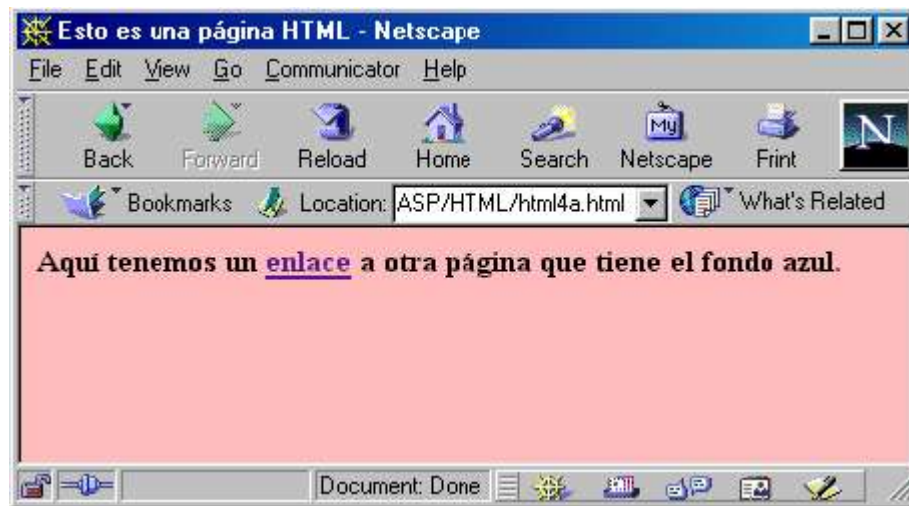 Esto es una página HTML - Netscape
File Edit View Go Communicator Help
Back Forward Reload Home Search Netscape Print
My
N
Bookmarks Location: ASP/HTML/html4a.html What's Related
Aquí tenemos un enlace a otra página que tiene el fondo azul.
Document: Done